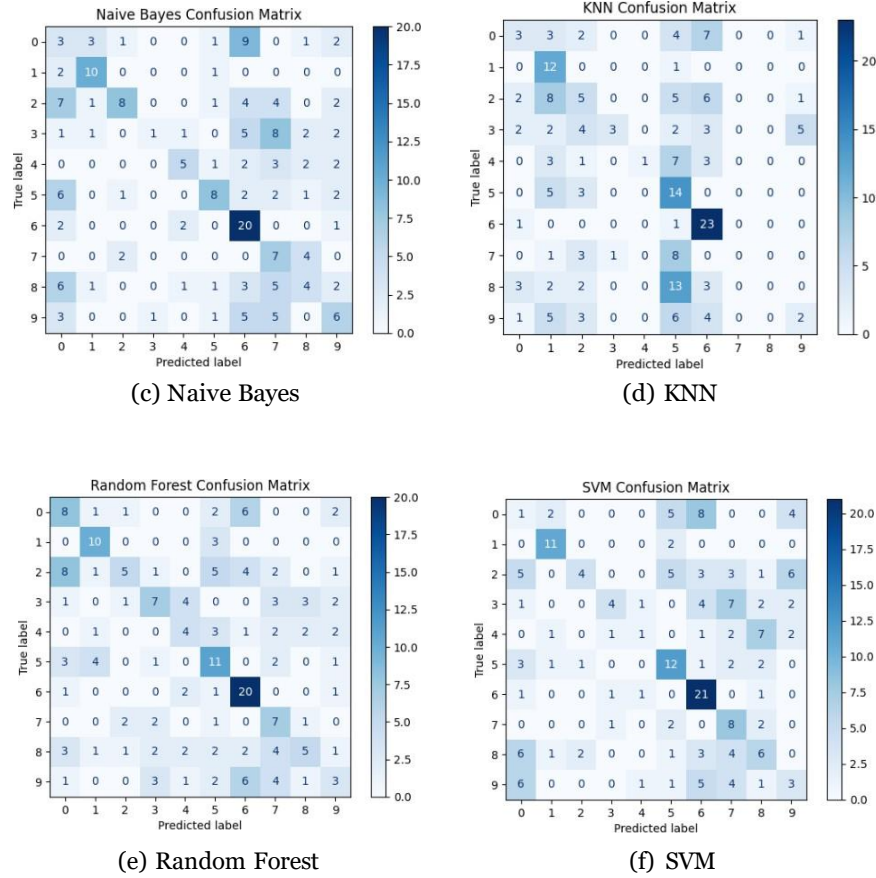 Naive Bayes Confusion Matrix
0 3 3 1 0 0 1 9 0 1 2
1 2 10 0 0 0 1 0 0 0 0
2 7 1 8 0 0 1 4 4 0 2
3 1 1 0 1 1 0 5 8 2 2
4 0 0 0 0 5 1 2 3 2 2
5 6 0 1 0 0 8 2 2 1 2
6 2 0 0 0 2 0 20 0 0 1
7 0 0 2 0 0 0 0 7 4 0
8 6 1 0 0 1 1 3 5 4 2
9 3 0 0 1 0 1 5 5 0 6
0 1 2 3 4 5 6 7 8 9
True label
Predicted label
20.0
17.5
15.0
12.5
10.0
7.5
5.0
2.5
0.0
(c) Naive Bayes
KNN Confusion Matrix
0 3 3 2 0 0 4 7 0 0 1
1 0 12 0 0 0 1 0 0 0 0
2 2 8 5 0 0 5 6 0 0 1
3 2 2 4 3 0 2 3 0 0 5
4 0 3 1 0 1 7 3 0 0 0
5 0 5 3 0 0 14 0 0 0 0
6 1 0 0 0 0 1 23 0 0 0
7 0 1 3 1 0 8 0 0 0 0
8 3 2 2 0 0 13 3 0 0 0
9 1 5 3 0 0 6 4 0 0 2
0 1 2 3 4 5 6 7 8 9
True label
Predicted label
20
15
10
5
0
(d) KNN
Random Forest Confusion Matrix
0 8 1 1 0 0 2 6 0 0 2
1 0 10 0 0 0 3 0 0 0 0
2 8 1 5 1 0 5 4 2 0 1
3 1 0 1 7 4 0 0 3 3 2
4 0 1 0 0 4 3 1 2 2 2
5 3 4 0 1 0 11 0 2 0 1
6 1 0 0 0 2 1 20 0 0 1
7 0 0 2 2 0 1 0 7 1 0
8 3 1 1 2 2 2 2 4 5 1
9 1 0 0 3 1 2 6 4 1 3
0 1 2 3 4 5 6 7 8 9
True label
Predicted label
20.0
17.5
15.0
12.5
10.0
7.5
5.0
2.5
0.0
(e) Random Forest
SVM Confusion Matrix
0 1 2 0 0 0 5 8 0 0 4
1 0 11 0 0 0 2 0 0 0 0
2 5 0 4 0 0 5 3 3 1 6
3 1 0 0 4 1 0 4 7 2 2
4 0 1 0 1 1 0 1 2 7 2
5 3 1 1 0 0 12 1 2 2 0
6 1 0 0 1 1 0 21 0 1 0
7 0 0 0 1 0 2 0 8 2 0
8 6 1 2 0 0 1 3 4 6 0
9 6 0 0 0 1 1 5 4 1 3
0 1 2 3 4 5 6 7 8 9
True label
Predicted label
20.0
17.5
15.0
12.5
10.0
7.5
5.0
2.5
0.0
(f) SVM